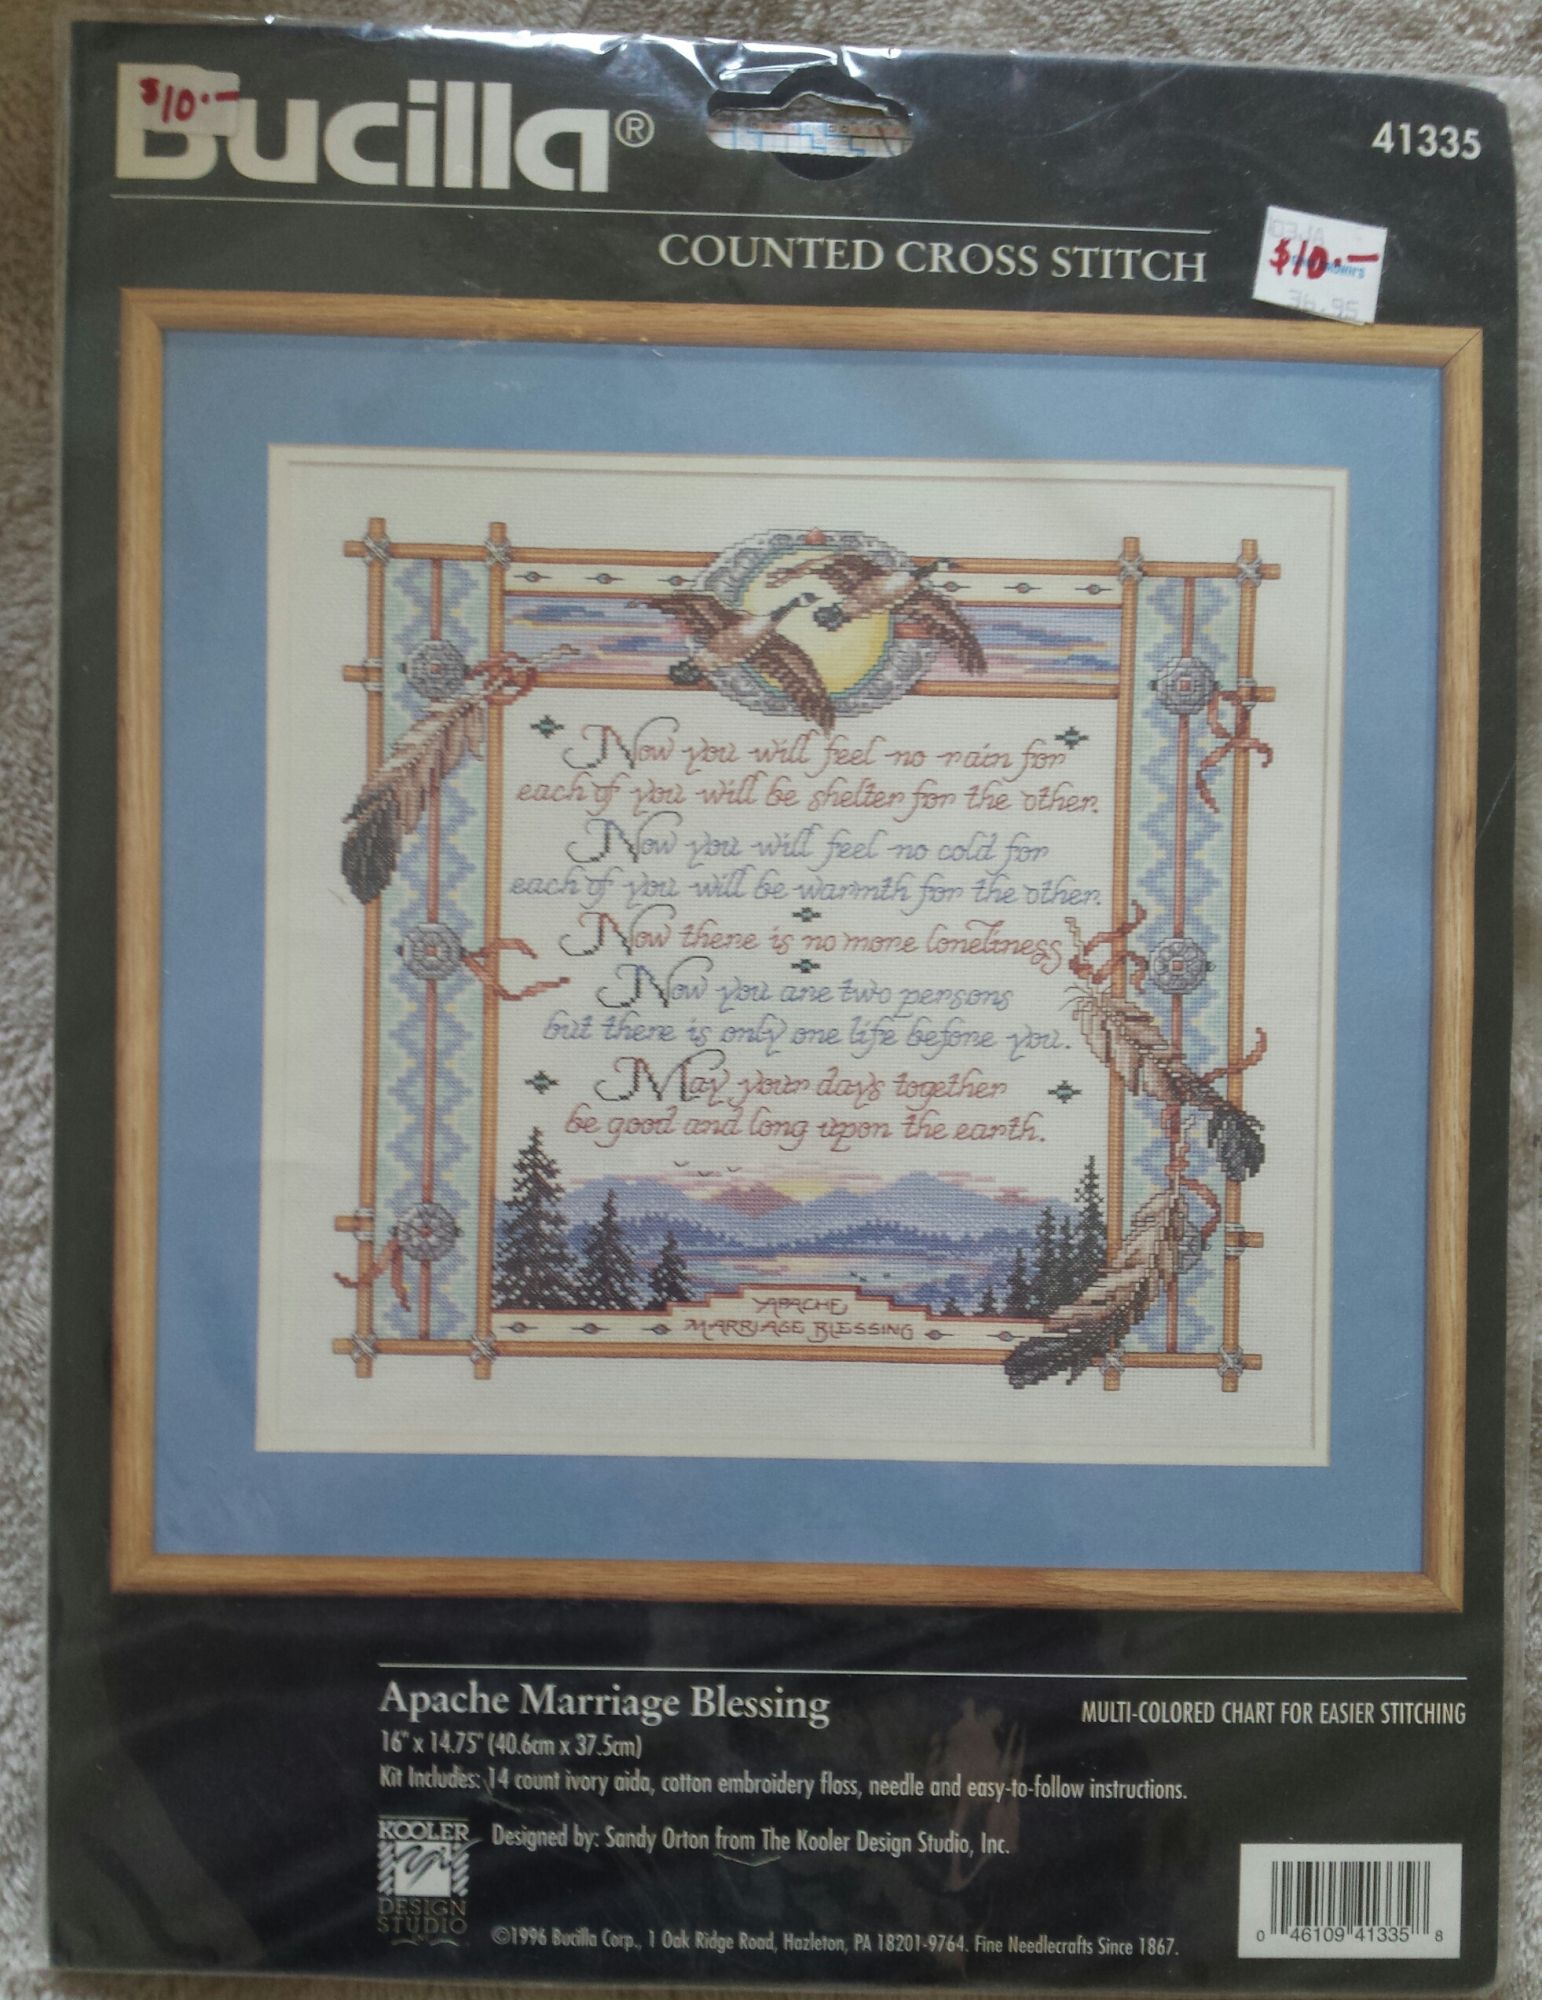 Bucilla®
$10.-
41335
COUNTED CROSS STITCH
$10.-
36.95
Now you will feel no rain for
each of you will be shelter for the other.
Now you will feel no cold for
each of you will be warmth for the other.
Now there is no more loneliness
Now you are two persons
but there is only one life before you.
May your days together
be good and long upon the earth.
APACHE
MARRIAGE BLESSING
Apache Marriage Blessing
MULTI-COLORED CHART FOR EASIER STITCHING
16" x 14.75" (40.6cm x 37.5cm)
Kit Includes: 14 count ivory aida, cotton embroidery floss, needle and easy-to-follow instructions.
KOOLER
DESIGN
STUDIO
Designed by: Sandy Orton from The Kooler Design Studio, Inc.
©1996 Bucilla Corp., 1 Oak Ridge Road, Hazleton, PA 18201-9764. Fine Needlecrafts Since 1867.
0 46109 41335 8